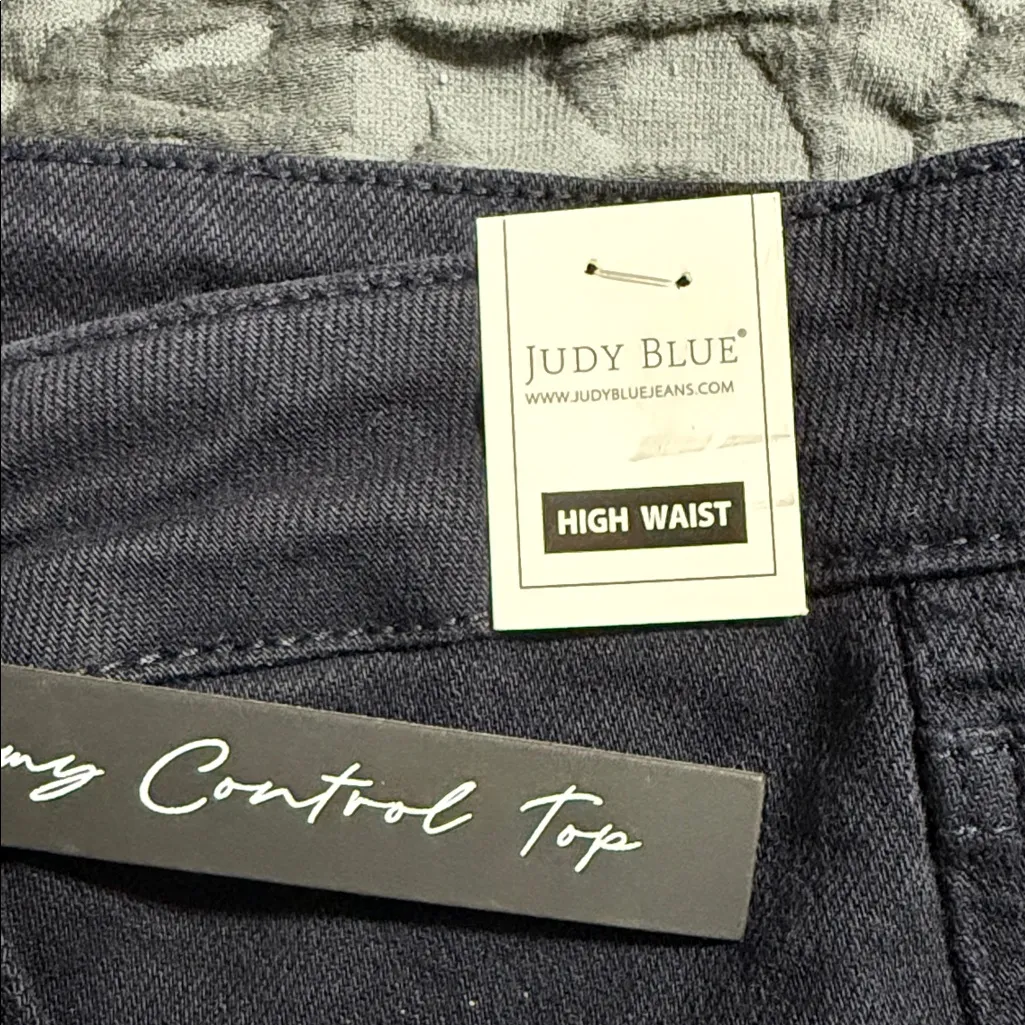 JUDY BLUE®
WWW.JUDYBLUEJEANS.COM
HIGH WAIST
my Control Top